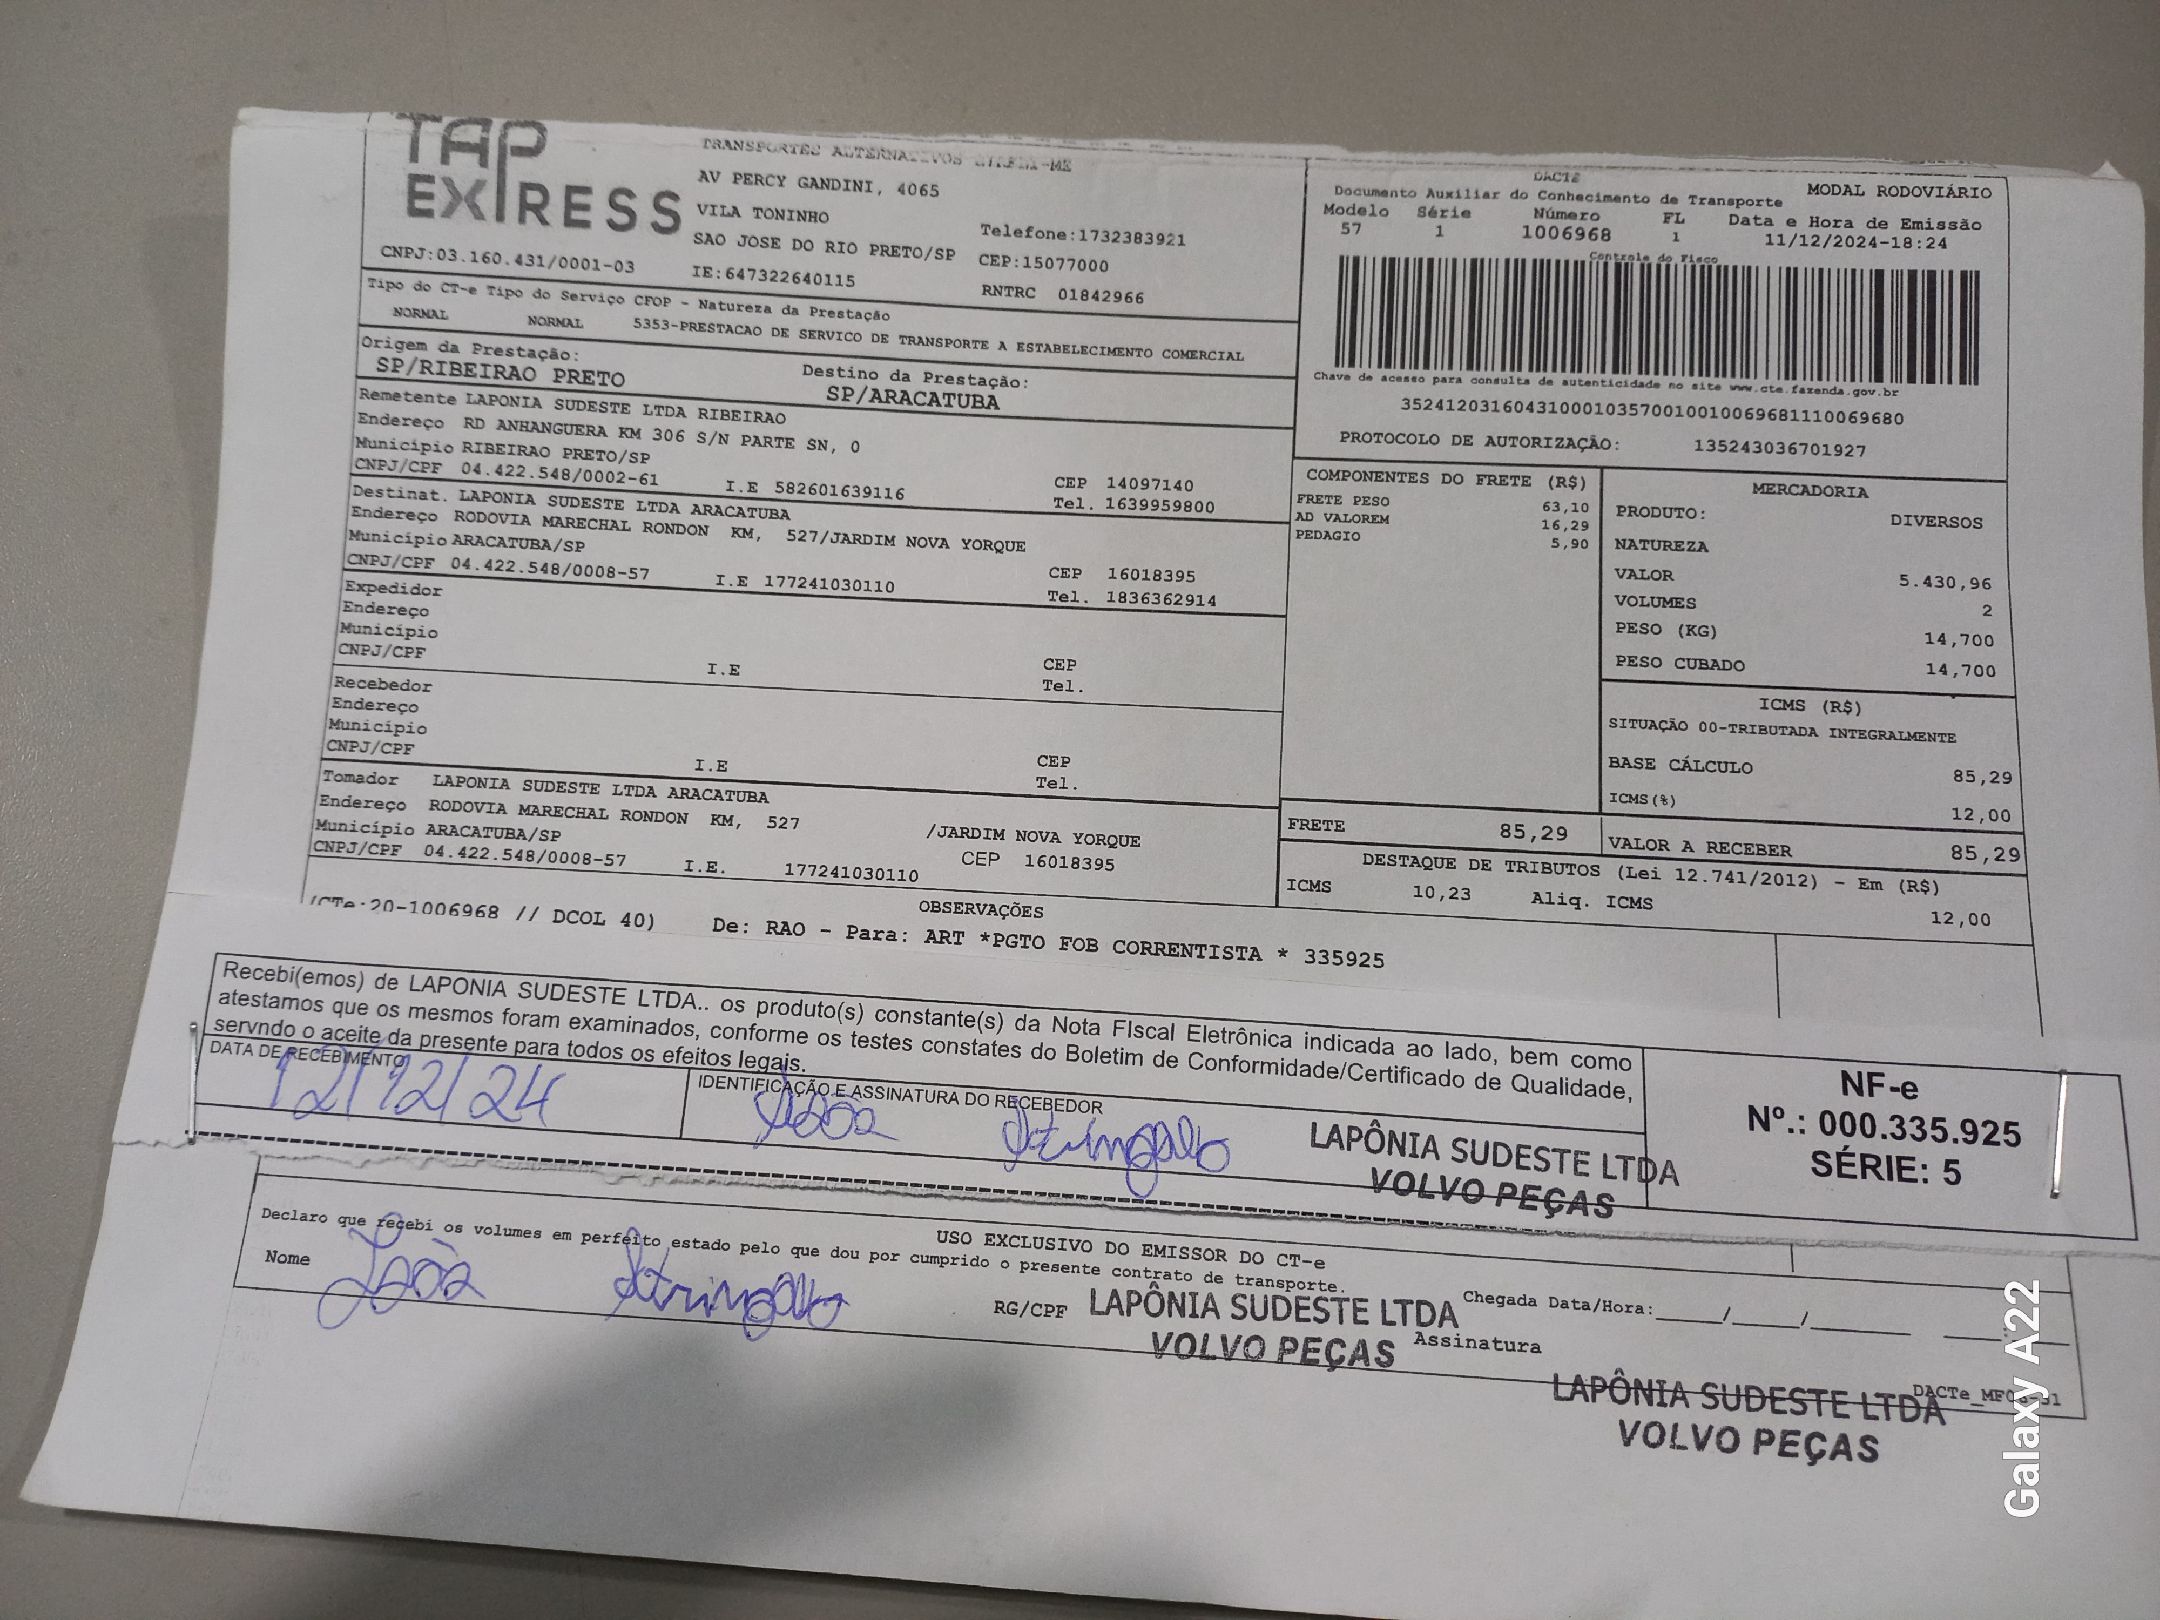 TAP
EXPRESS
TRANSPORTES ALTERNATIVOS
AV PERCY GANDINI, 4065
VILA TONINHO
Telefone:1732383921
SAO JOSE DO RIO PRETO/SP CEP:15077000
CNPJ:03.160.431/0001-03 IE:647322640115 RNTRC 01842966
DACTE
Documento Auxiliar do Conhecimento de Transporte MODAL RODOVIÁRIO
Modelo Série Número FL Data e Hora de Emissão
57 1 1006968 1 11/12/2024-18:24
Controle do Fisco
Chave de acesso para consulta de autenticidade no site www.cte.fazenda.gov.br
35241203160431000103570010010069681110069680
PROTOCOLO DE AUTORIZAÇÃO: 135243036701927
Tipo do CT-e Tipo do Serviço CFOP - Natureza da Prestação
NORMAL NORMAL 5353-PRESTACAO DE SERVICO DE TRANSPORTE A ESTABELECIMENTO COMERCIAL
Origem da Prestação: Destino da Prestação:
SP/RIBEIRAO PRETO SP/ARACATUBA
Remetente LAPONIA SUDESTE LTDA RIBEIRAO
Endereço RD ANHANGUERA KM 306 S/N PARTE SN, 0
Município RIBEIRAO PRETO/SP CEP 14097140
CNPJ/CPF 04.422.548/0002-61 I.E 582601639116 Tel. 1639959800
Destinat. LAPONIA SUDESTE LTDA ARACATUBA
Endereço RODOVIA MARECHAL RONDON KM, 527/JARDIM NOVA YORQUE
Município ARACATUBA/SP CEP 16018395
CNPJ/CPF 04.422.548/0008-57 I.E 177241030110 Tel. 1836362914
Expedidor
Endereço
Município CEP
CNPJ/CPF I.E Tel.
Recebedor
Endereço
Município CEP
CNPJ/CPF I.E Tel.
Tomador LAPONIA SUDESTE LTDA ARACATUBA
Endereço RODOVIA MARECHAL RONDON KM, 527 /JARDIM NOVA YORQUE
Município ARACATUBA/SP CEP 16018395
CNPJ/CPF 04.422.548/0008-57 I.E. 177241030110
COMPONENTES DO FRETE (R$)
FRETE PESO 63,10
AD VALOREM 16,29
PEDAGIO 5,90
MERCADORIA
PRODUTO: DIVERSOS
NATUREZA
VALOR 5.430,96
VOLUMES 2
PESO (KG) 14,700
PESO CUBADO 14,700
ICMS (R$)
SITUAÇÃO 00-TRIBUTADA INTEGRALMENTE
BASE CÁLCULO 85,29
ICMS(%) 12,00
FRETE 85,29 VALOR A RECEBER 85,29
DESTAQUE DE TRIBUTOS (Lei 12.741/2012) - Em (R$)
ICMS 10,23 Aliq. ICMS 12,00
OBSERVAÇÕES
(CTe:20-1006968 // DCOL 40) De: RAO - Para: ART *PGTO FOB CORRENTISTA * 335925
Recebi(emos) de LAPONIA SUDESTE LTDA.. os produto(s) constante(s) da Nota FIscal Eletrônica indicada ao lado, bem como
atestamos que os mesmos foram examinados, conforme os testes constates do Boletim de Conformidade/Certificado de Qualidade,
servndo o aceite da presente para todos os efeitos legais.
DATA DE RECEBIMENTO
12/12/24
IDENTIFICAÇÃO E ASSINATURA DO RECEBEDOR
LAPÔNIA SUDESTE LTDA
VOLVO PEÇAS
NF-e
Nº.: 000.335.925
SÉRIE: 5
USO EXCLUSIVO DO EMISSOR DO CT-e
Declaro que recebi os volumes em perfeito estado pelo que dou por cumprido o presente contrato de transporte.
Nome
RG/CPF
LAPÔNIA SUDESTE LTDA
VOLVO PEÇAS
Chegada Data/Hora:_____/_____/_______
Assinatura
LAPÔNIA SUDESTE LTDA
VOLVO PEÇAS
Galaxy A22